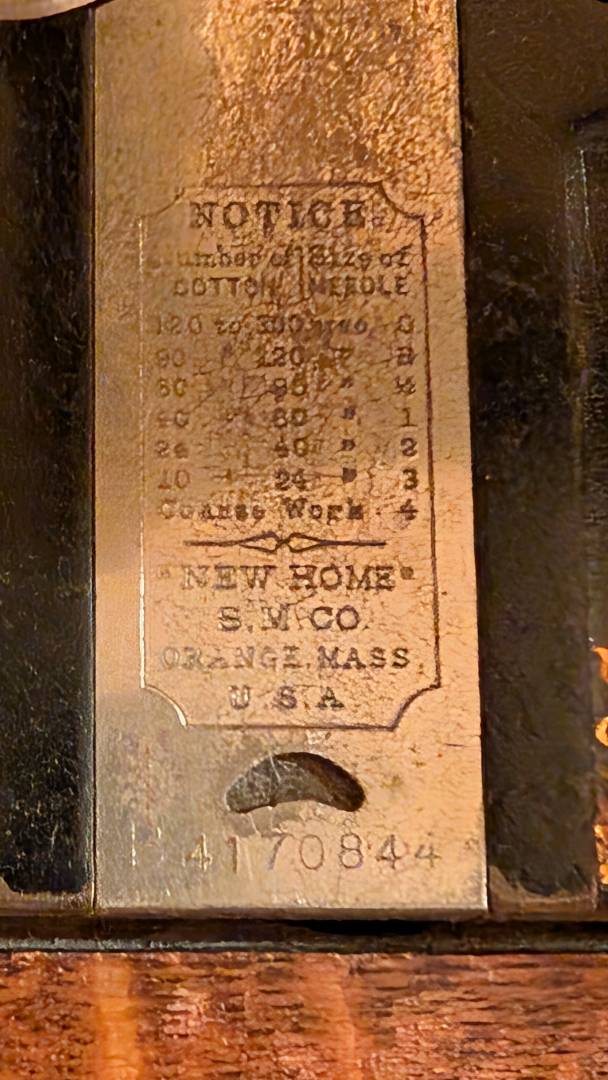 NOTICE.
Number of Size of
COTTON NEEDLE
120 to 300 use 0
90 " 120 " B
60 " 90 " ½
40 " 60 " 1
24 " 40 " 2
10 " 24 " 3
Coarse Work " 4
"NEW HOME"
S.M CO.
ORANGE. MASS.
U.S.A
4170844